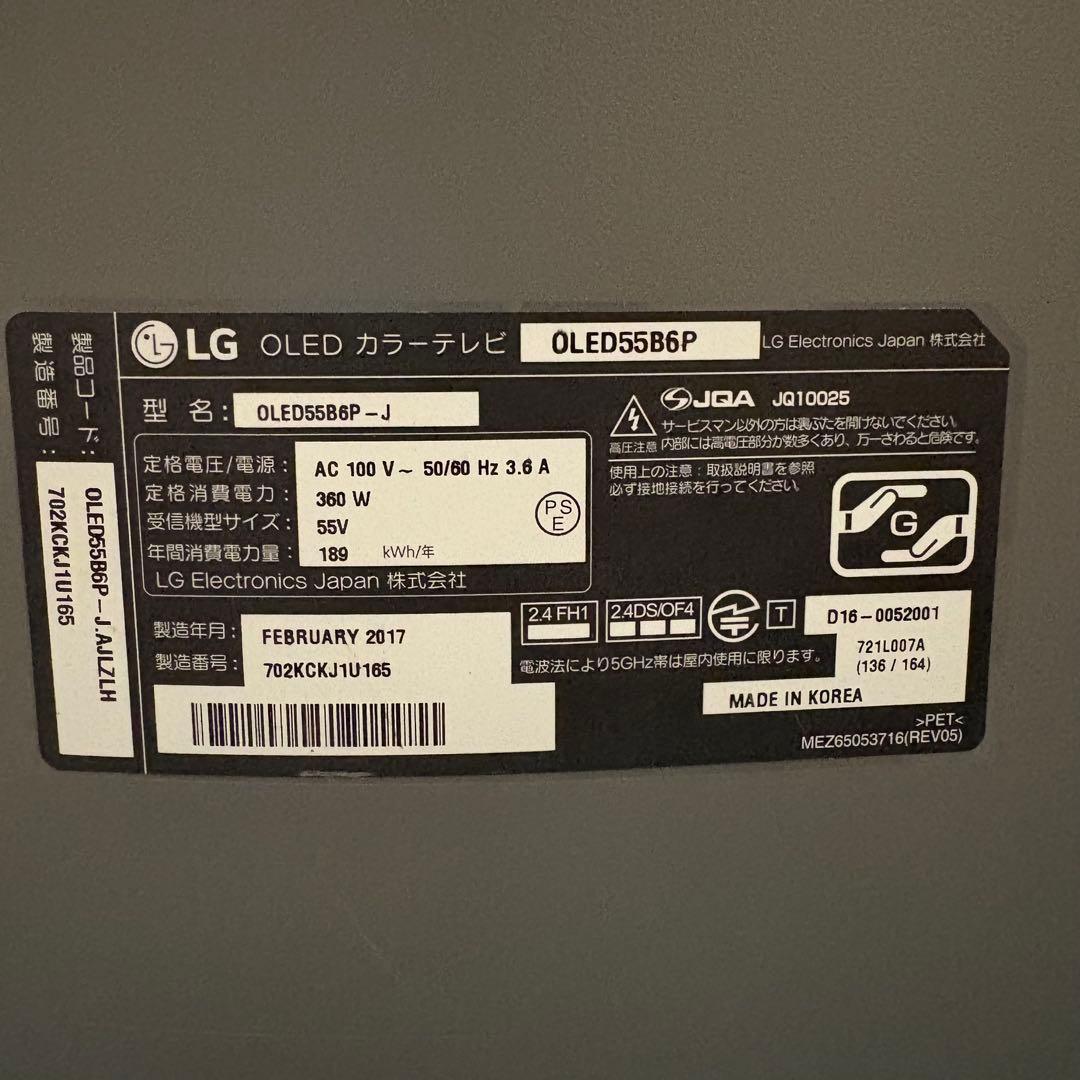 LG OLED カラーテレビ OLED55B6P LG Electronics Japan 株式会社
型 名: OLED55B6P-J
定格電圧/電源: AC 100 V~ 50/60 Hz 3.6 A
定格消費電力: 360 W
受信機型サイズ: 55V
年間消費電力量: 189 kWh/年
PS
E
LG Electronics Japan 株式会社
製造年月: FEBRUARY 2017
製造番号: 702KCKJ1U165
JQA JQ10025
高圧注意
サービスマン以外の方は裏ぶたを開けないでください。
内部には高電圧部分が数多くあり、万一さわると危険です。
使用上の注意:取扱説明書を参照
必ず接地接続を行ってください。
G
2.4 FH1 2.4DS/OF4 T D16-0052001
電波法により5GHz帯は屋内使用に限ります。
721L007A
(136 / 164)
MADE IN KOREA
>PET<
MEZ65053716(REV05)
製品コード: OLED55B6P-J.AJLZLH
製造番号: 702KCKJ1U165